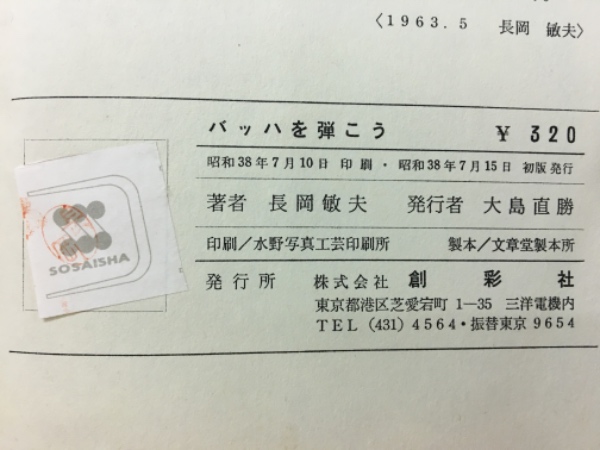 〈1963.5 長岡 敏夫〉
バッハを弾こう ¥ 320
昭和38年7月10日 印刷・昭和38年7月15日 初版発行
著者 長岡敏夫 発行者 大島直勝
印刷/水野写真工芸印刷所 製本/文章堂製本所
発行所 株式会社 創彩社
東京都港区芝愛宕町 1―35 三洋電機内
TEL (431) 4564・振替東京 9654
SOSAISHA